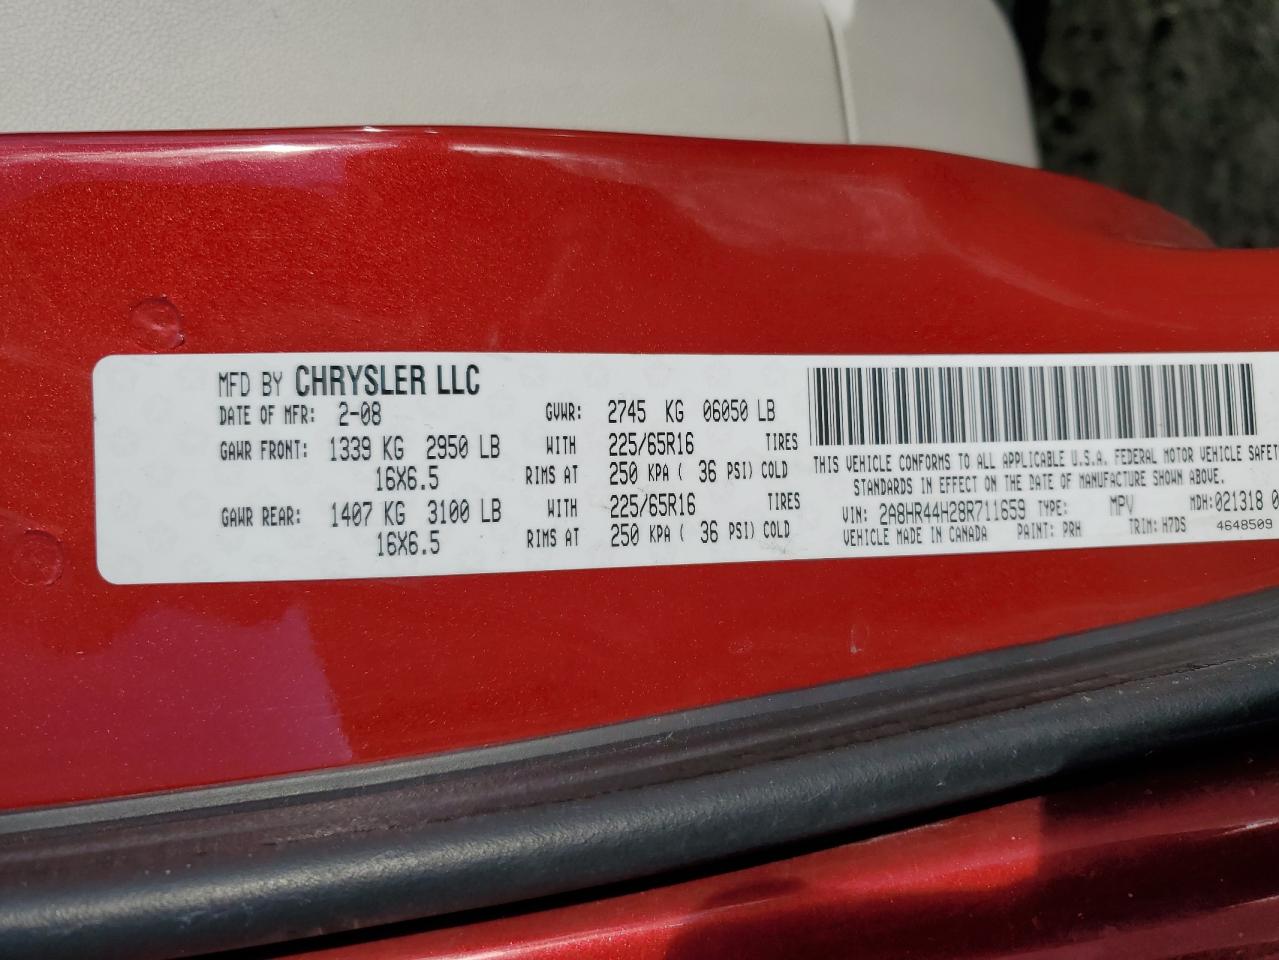 MFD BY CHRYSLER LLC
DATE OF MFR: 2-08 GVWR: 2745 KG 06050 LB
GAWR FRONT: 1339 KG 2950 LB WITH 225/65R16 TIRES
16X6.5 RIMS AT 250 KPA ( 36 PSI) COLD
GAWR REAR: 1407 KG 3100 LB WITH 225/65R16 TIRES
16X6.5 RIMS AT 250 KPA ( 36 PSI) COLD
THIS VEHICLE CONFORMS TO ALL APPLICABLE U.S.A. FEDERAL MOTOR VEHICLE SAFET
STANDARDS IN EFFECT ON THE DATE OF MANUFACTURE SHOWN ABOVE.
VIN: 2A8HR44H28R711659 TYPE: MPV MDH:021318 0
VEHICLE MADE IN CANADA PAINT: PRH TRIM: H7DS 4648509